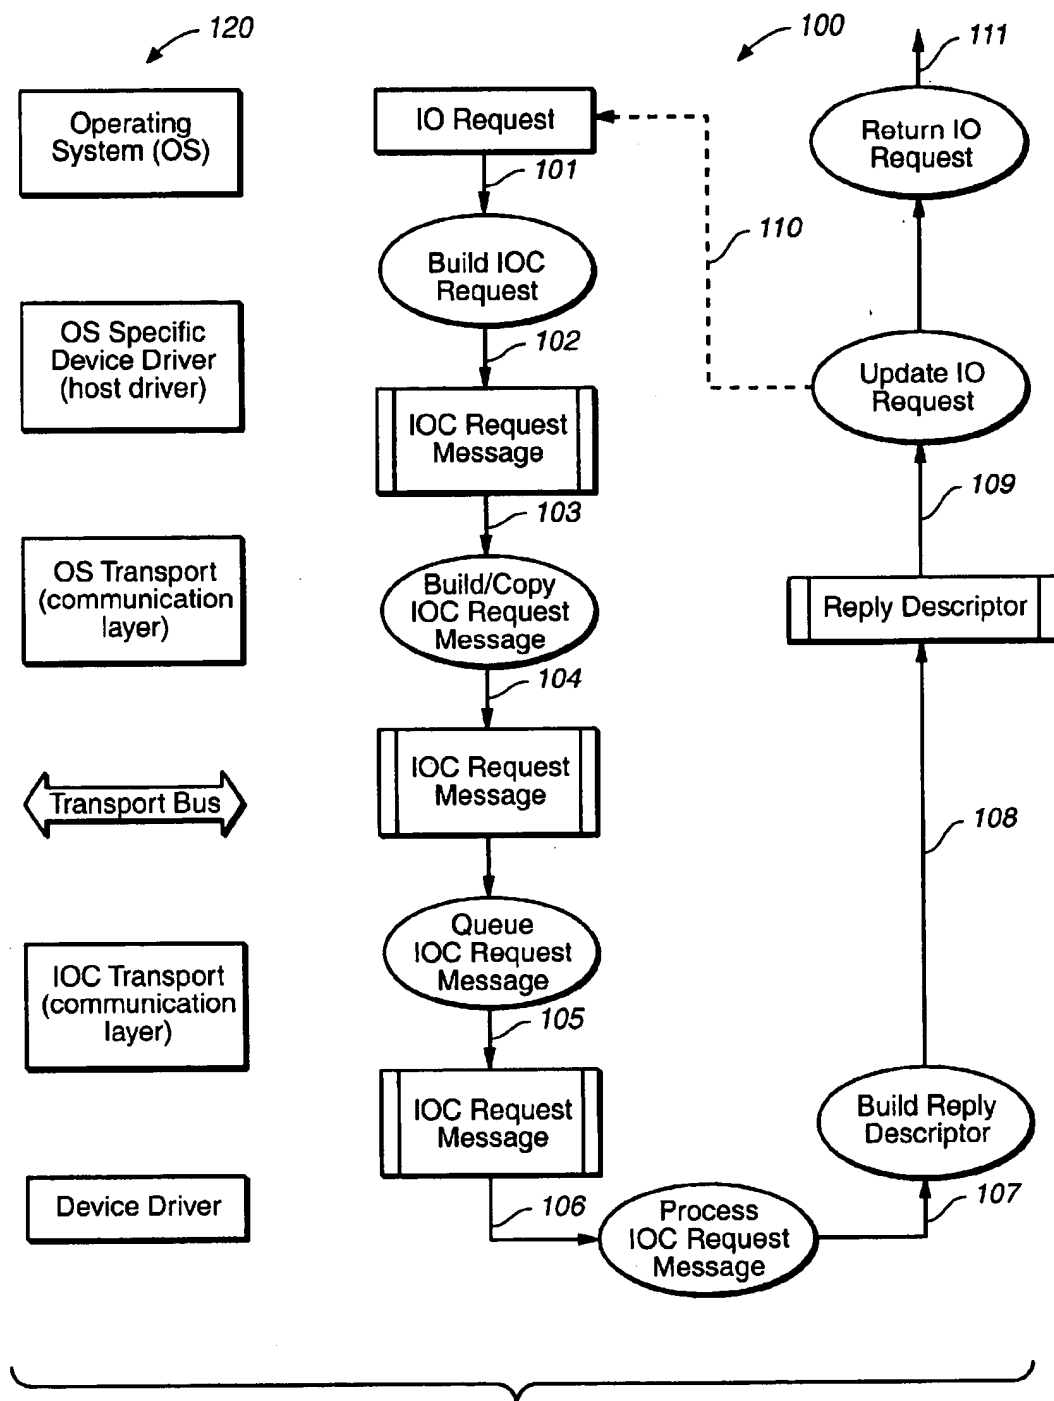 120
Operating
System (OS)
OS Specific
Device Driver
(host driver)
OS Transport
(communication
layer)
Transport Bus
IOC Transport
(communication
layer)
Device Driver
100
IO Request
101
Build IOC
Request
102
IOC Request
Message
103
Build/Copy
IOC Request
Message
104
IOC Request
Message
Queue
IOC Request
Message
105
IOC Request
Message
106
Process
IOC Request
Message
107
Build Reply
Descriptor
108
Reply Descriptor
109
Update IO
Request
110
Return IO
Request
111